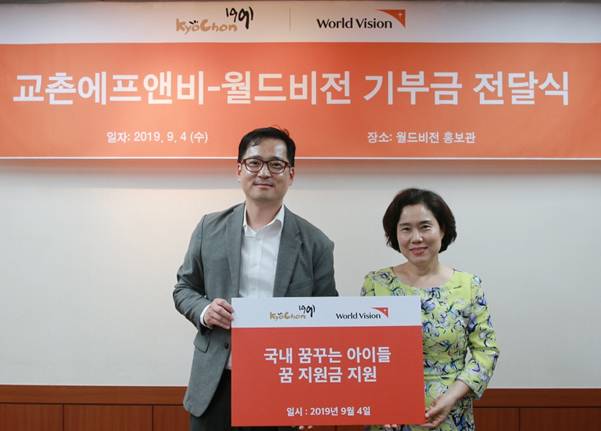 KyoChon 1991
World Vision
교촌에프앤비-월드비전 기부금 전달식
일자: 2019. 9. 4 (수)
장소: 월드비전 홍보관
KyoChon 1991
World Vision
국내 꿈꾸는 아이들
꿈 지원금 지원
일시 : 2019년 9월 4일